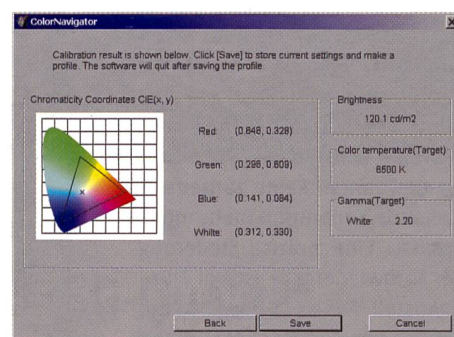 ColorNavigator
Calibration result is shown below. Click [Save] to store current settings and make a
profile. The software will quit after saving the profile
Chromaticity Coordinates CIE(x, y)
Red: (0.648, 0.328)
Green: (0.296, 0.609)
Blue: (0.141, 0.064)
White: (0.312, 0.330)
Brightness
120.1 cd/m2
Color temperature(Target)
6500 K
Gamma(Target)
White: 2.20
Back
Save
Cancel